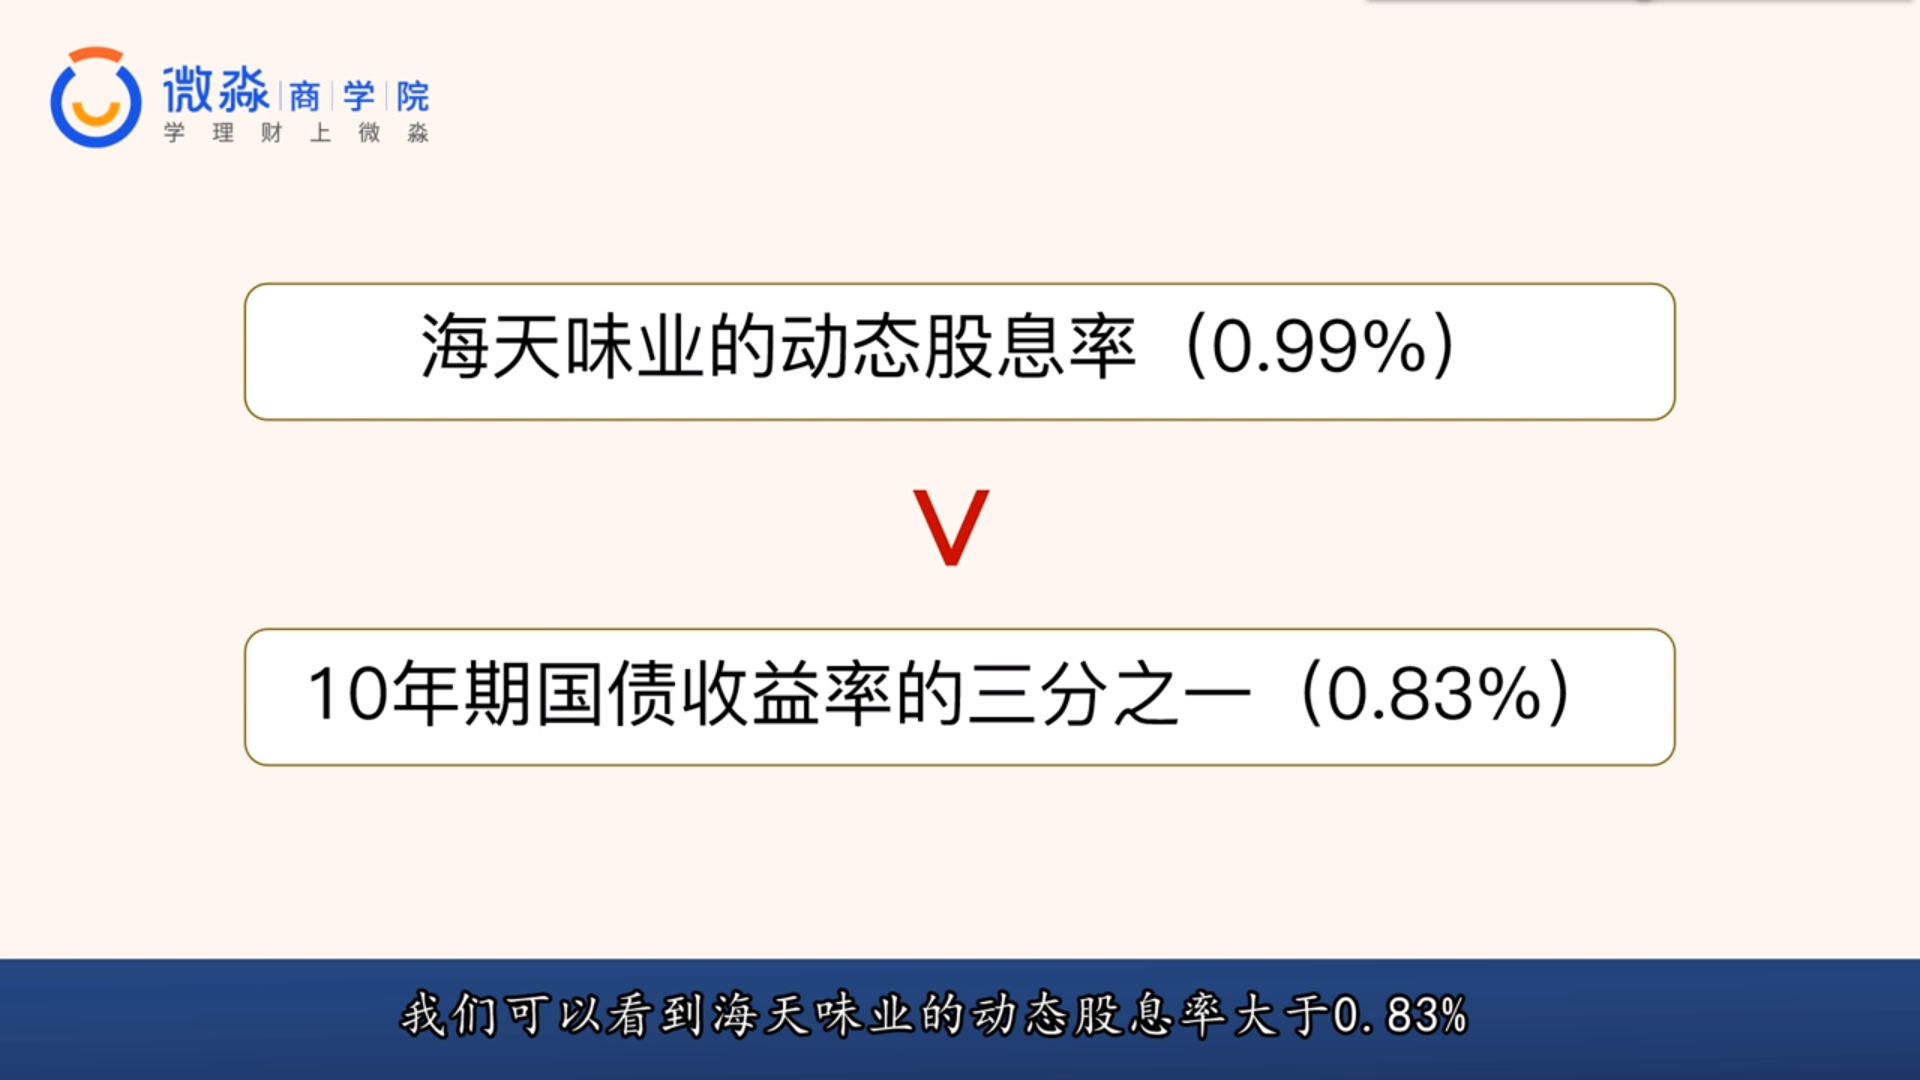 微淼商学院
学理财上微淼
海天味业的动态股息率（0.99%）
V
10年期国债收益率的三分之一（0.83%）
我们可以看到海天味业的动态股息率大于0.83%